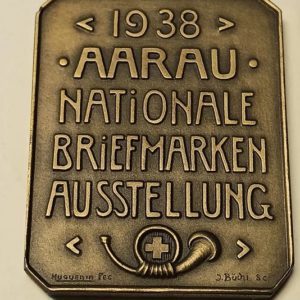 < 1938 >
· AARAU ·
NATiONALE
BRiEFMARKEN
AUSSTELLUNG
< >
HUGUENIN FEC J. Büchi Sc.